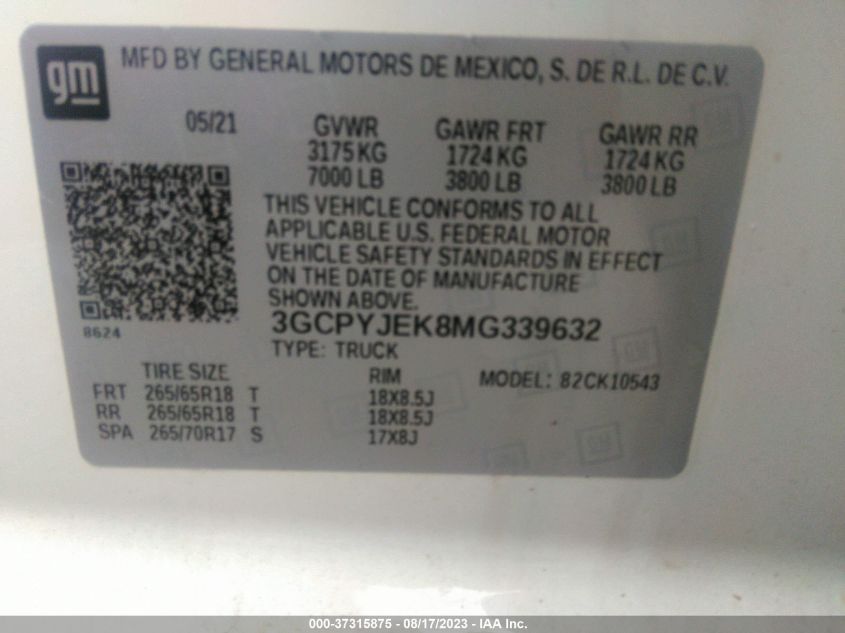 gm MFD BY GENERAL MOTORS DE MEXICO, S. DE R.L. DE C.V.
05/21 GVWR GAWR FRT GAWR RR
3175 KG 1724 KG 1724 KG
7000 LB 3800 LB 3800 LB
THIS VEHICLE CONFORMS TO ALL
APPLICABLE U.S. FEDERAL MOTOR
VEHICLE SAFETY STANDARDS IN EFFECT
ON THE DATE OF MANUFACTURE
SHOWN ABOVE.
8624
3GCPYJEK8MG339632
TYPE: TRUCK
TIRE SIZE RIM MODEL: 82CK10543
FRT 265/65R18 T 18X8.5J
RR 265/65R18 T 18X8.5J
SPA 265/70R17 S 17X8J
000-37315875 - 08/17/2023 - IAA Inc.